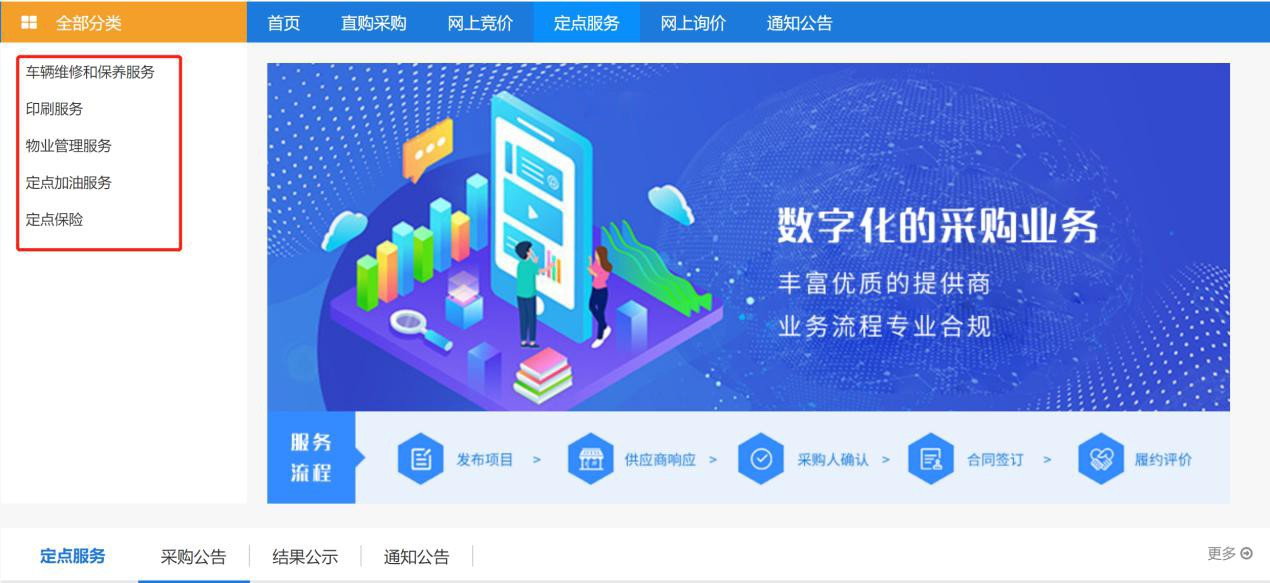 全部分类
首页
直购采购
网上竞价
定点服务
网上询价
通知公告
车辆维修和保养服务
印刷服务
物业管理服务
定点加油服务
定点保险
数字化的采购业务
丰富优质的提供商
业务流程专业合规
服务
流程
发布项目 >
供应商响应 >
采购人确认 >
合同签订 >
履约评价
定点服务
采购公告
结果公示
通知公告
更多